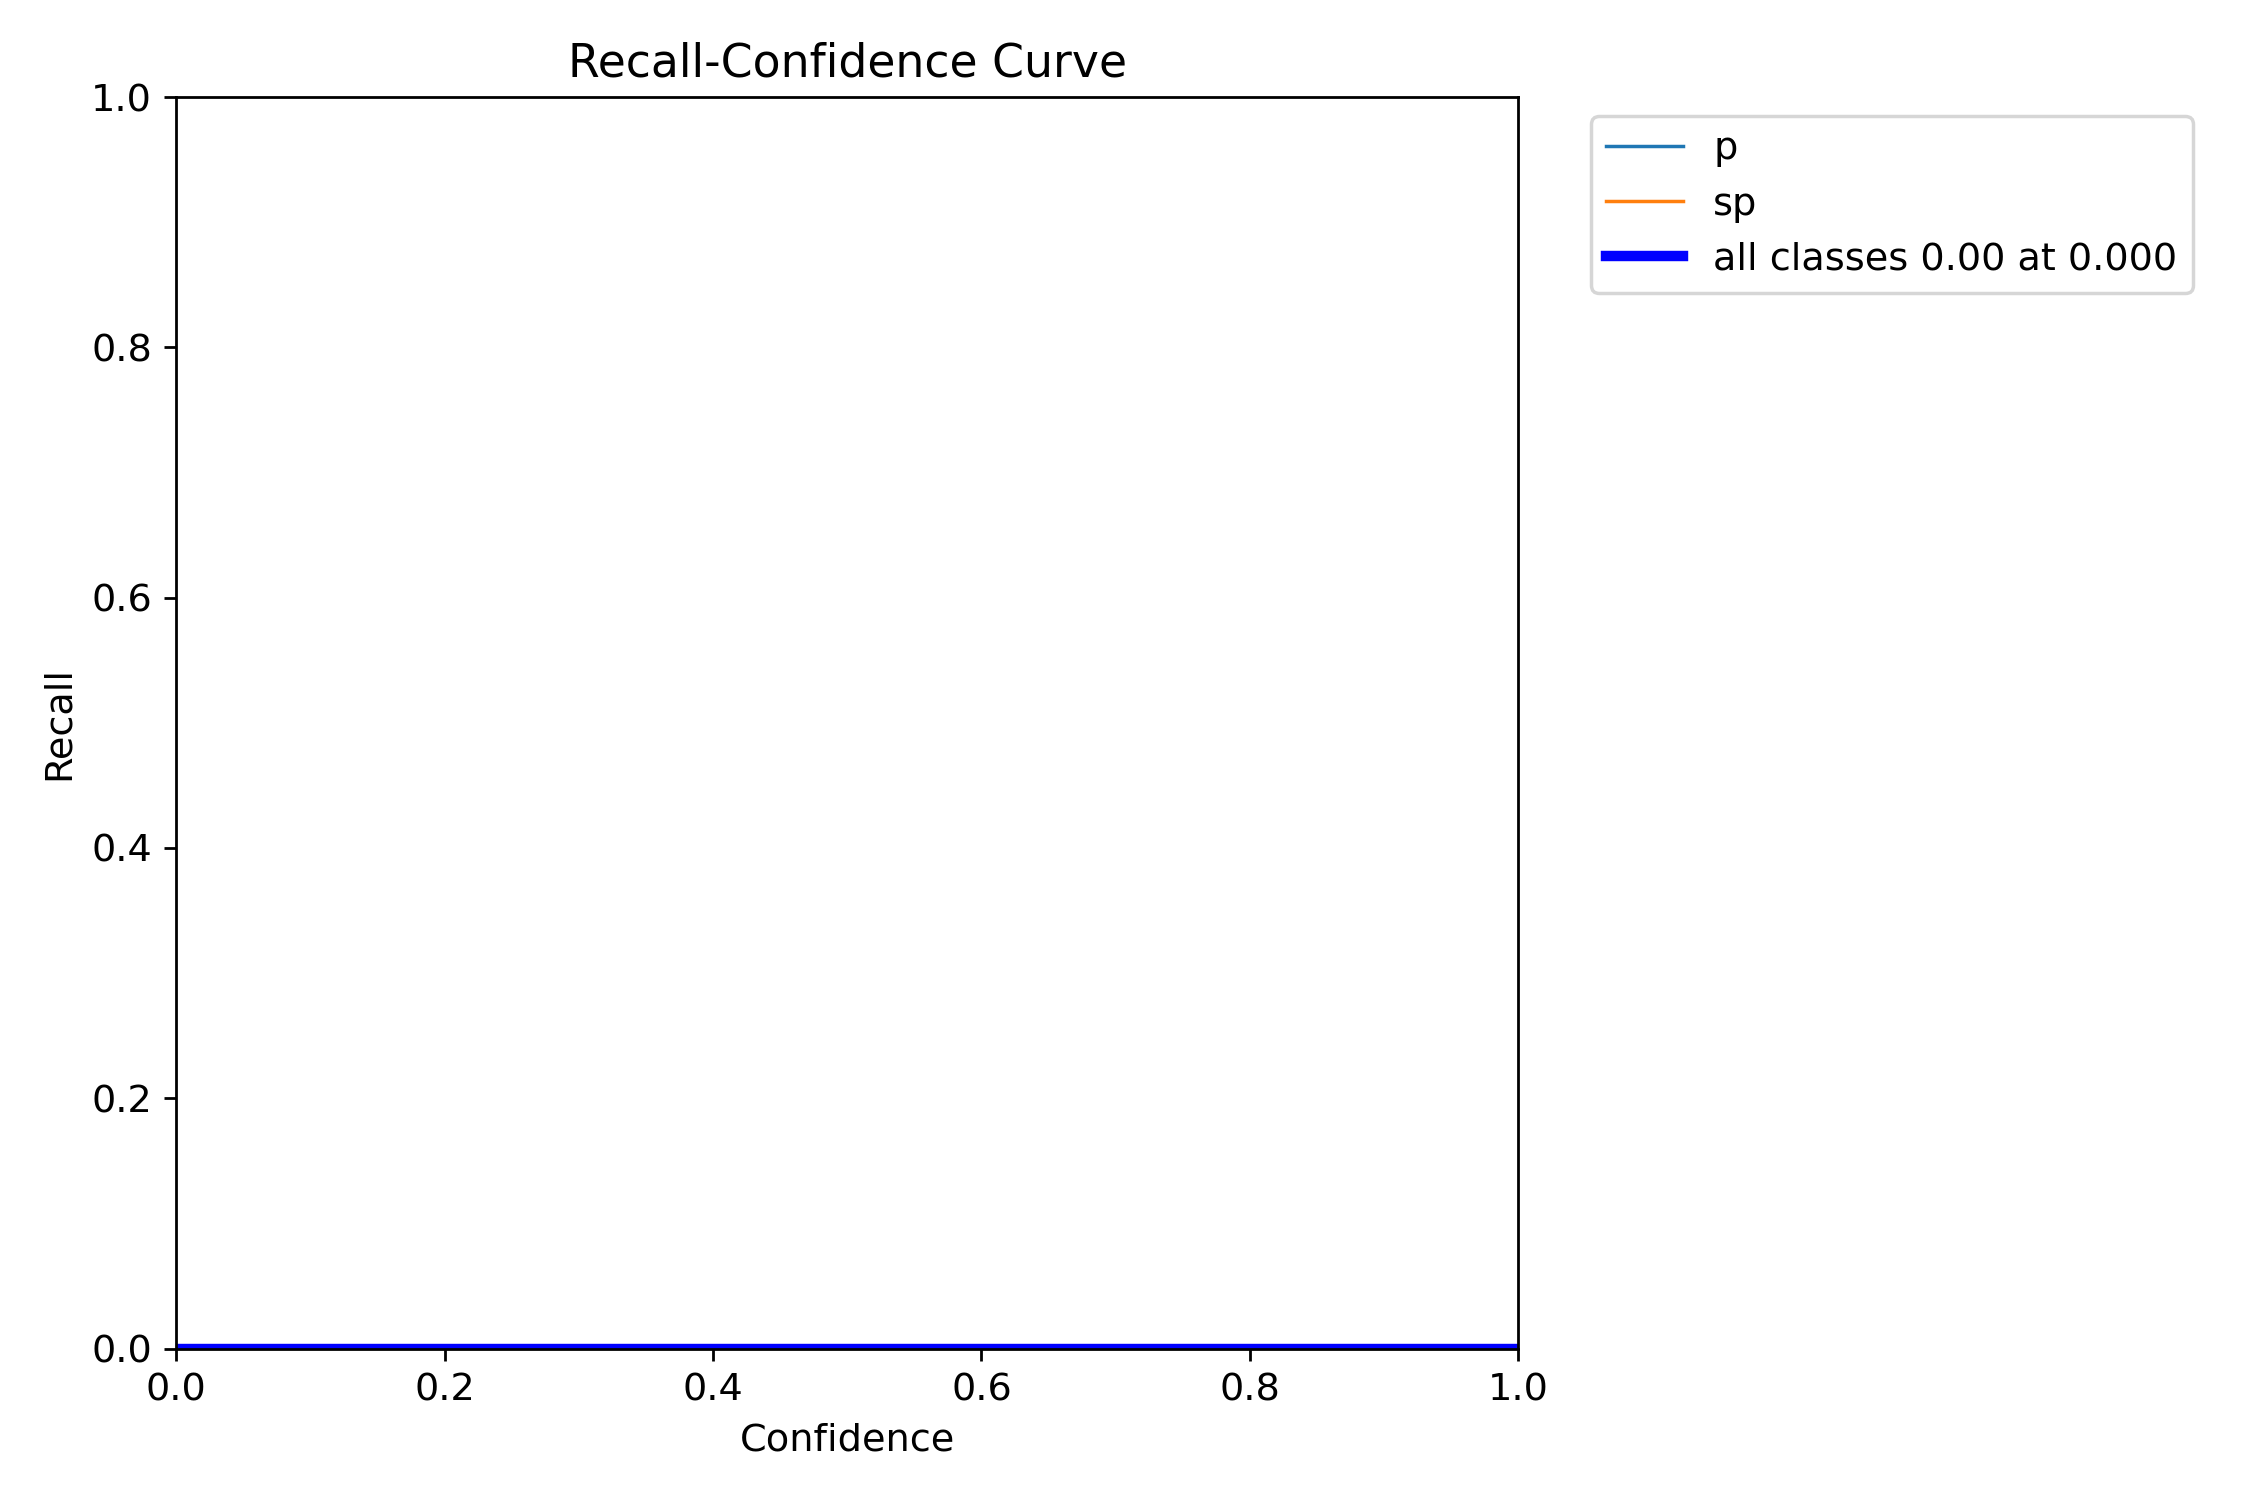 Recall-Confidence Curve
1.0
0.8
0.6
0.4
0.2
0.0
Recall
0.0 0.2 0.4 0.6 0.8 1.0
Confidence
p
sp
all classes 0.00 at 0.000